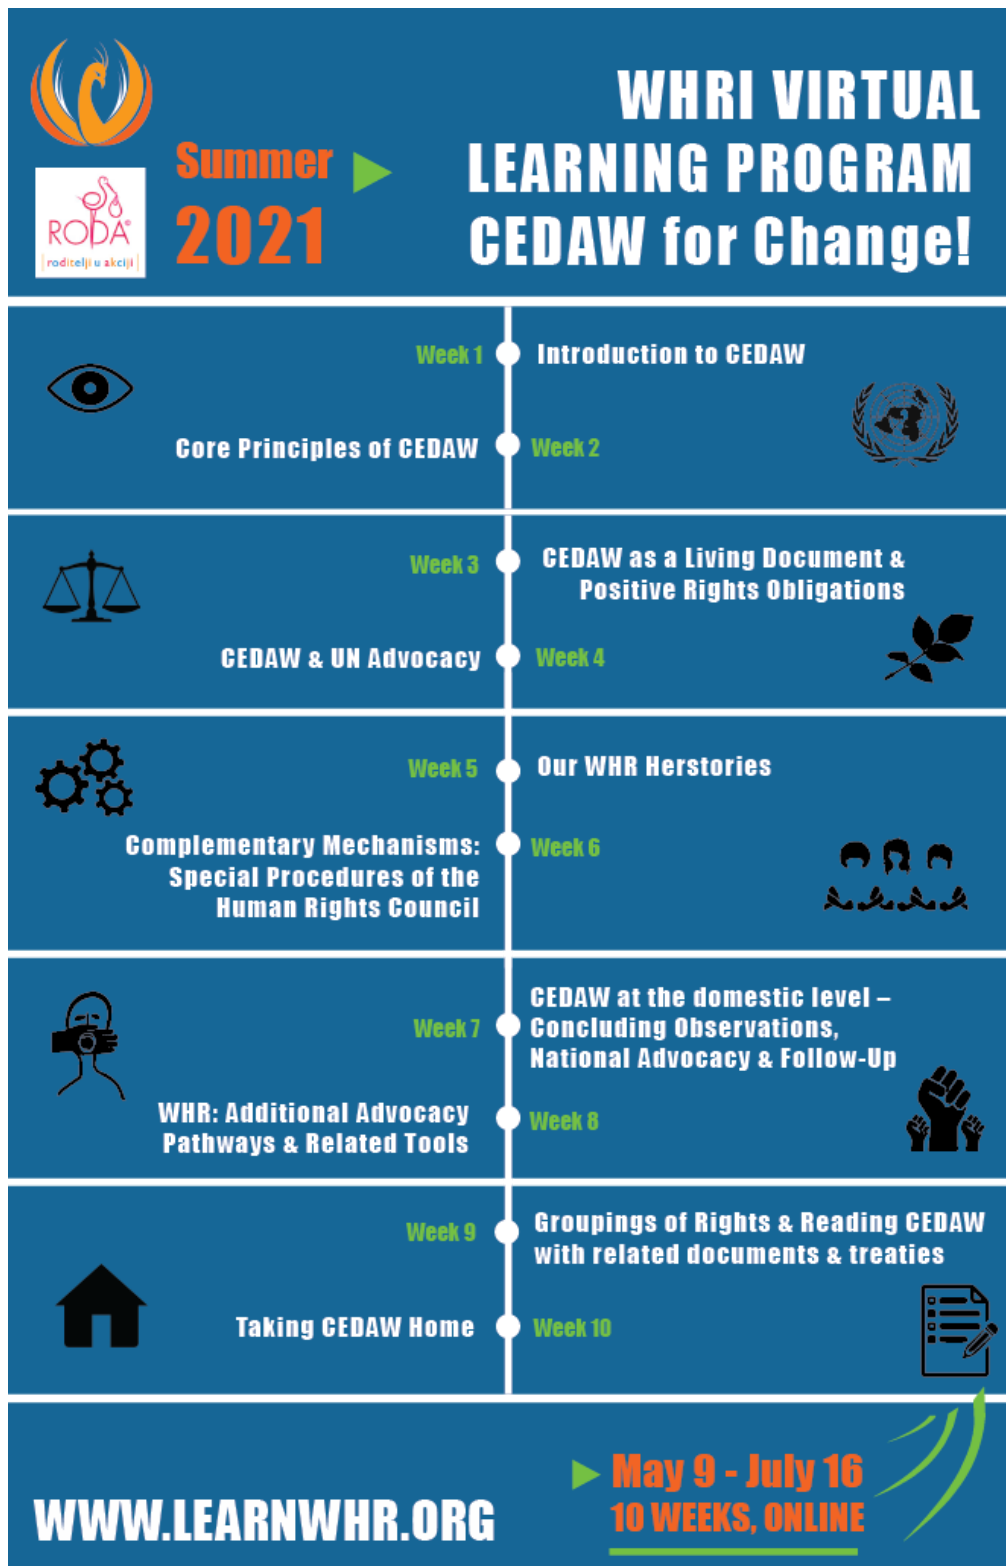 WHRI VIRTUAL
LEARNING PROGRAM
CEDAW for Change!
Summer
2021
RODA®
roditelji u akciji
Week 1
Introduction to CEDAW
Core Principles of CEDAW
Week 2
Week 3
CEDAW as a Living Document &
Positive Rights Obligations
CEDAW & UN Advocacy
Week 4
Week 5
Our WHR Herstories
Complementary Mechanisms:
Special Procedures of the
Human Rights Council
Week 6
Week 7
CEDAW at the domestic level –
Concluding Observations,
National Advocacy & Follow-Up
WHR: Additional Advocacy
Pathways & Related Tools
Week 8
Week 9
Groupings of Rights & Reading CEDAW
with related documents & treaties
Taking CEDAW Home
Week 10
WWW.LEARNWHR.ORG
May 9 - July 16
10 WEEKS, ONLINE